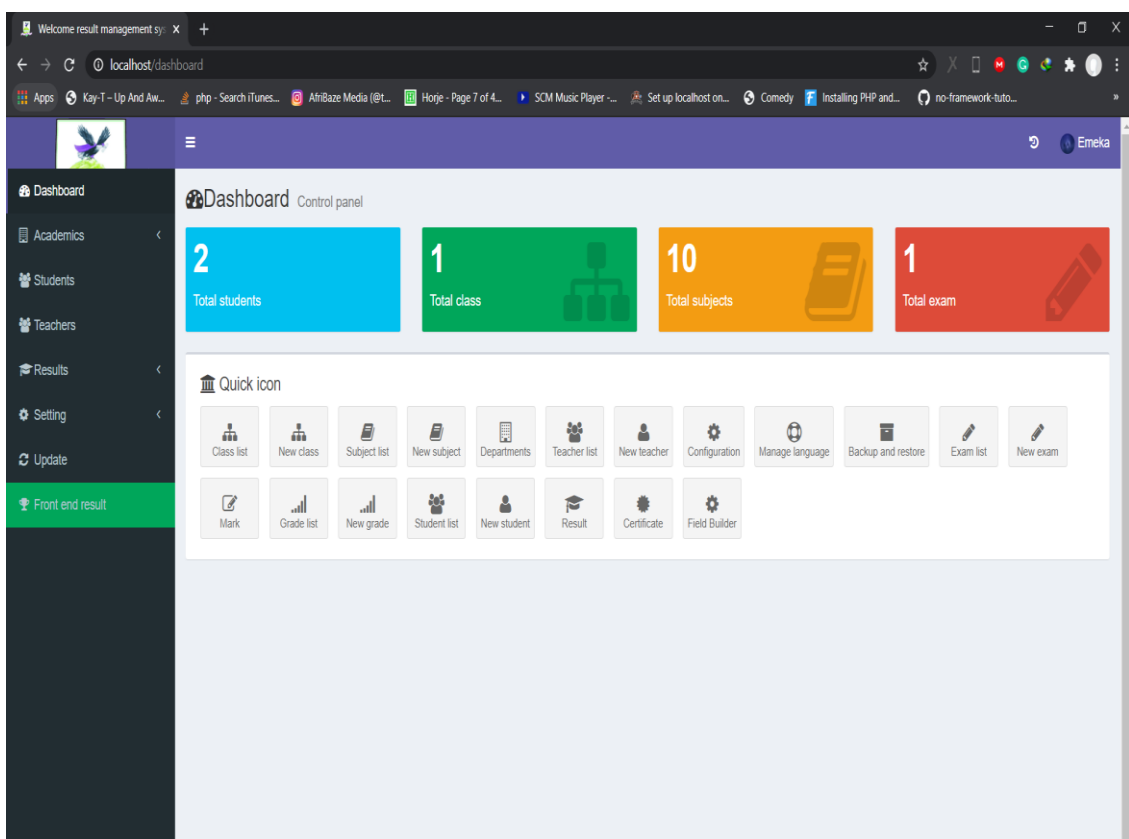 Welcome result management sys
localhost/dashboard
Apps Kay-T – Up And Aw... php - Search iTunes... AfriBaze Media (@t... Horje - Page 7 of 4... SCM Music Player -... Set up localhost on... Comedy Installing PHP and... no-framework-tuto... »
Emeka
Dashboard
Academics
Students
Teachers
Results
Setting
Update
Front end result
Dashboard Control panel
2
Total students
1
Total class
10
Total subjects
1
Total exam
Quick icon
Class list New class Subject list New subject Departments Teacher list New teacher Configuration Manage language Backup and restore Exam list New exam
Mark Grade list New grade Student list New student Result Certificate Field Builder